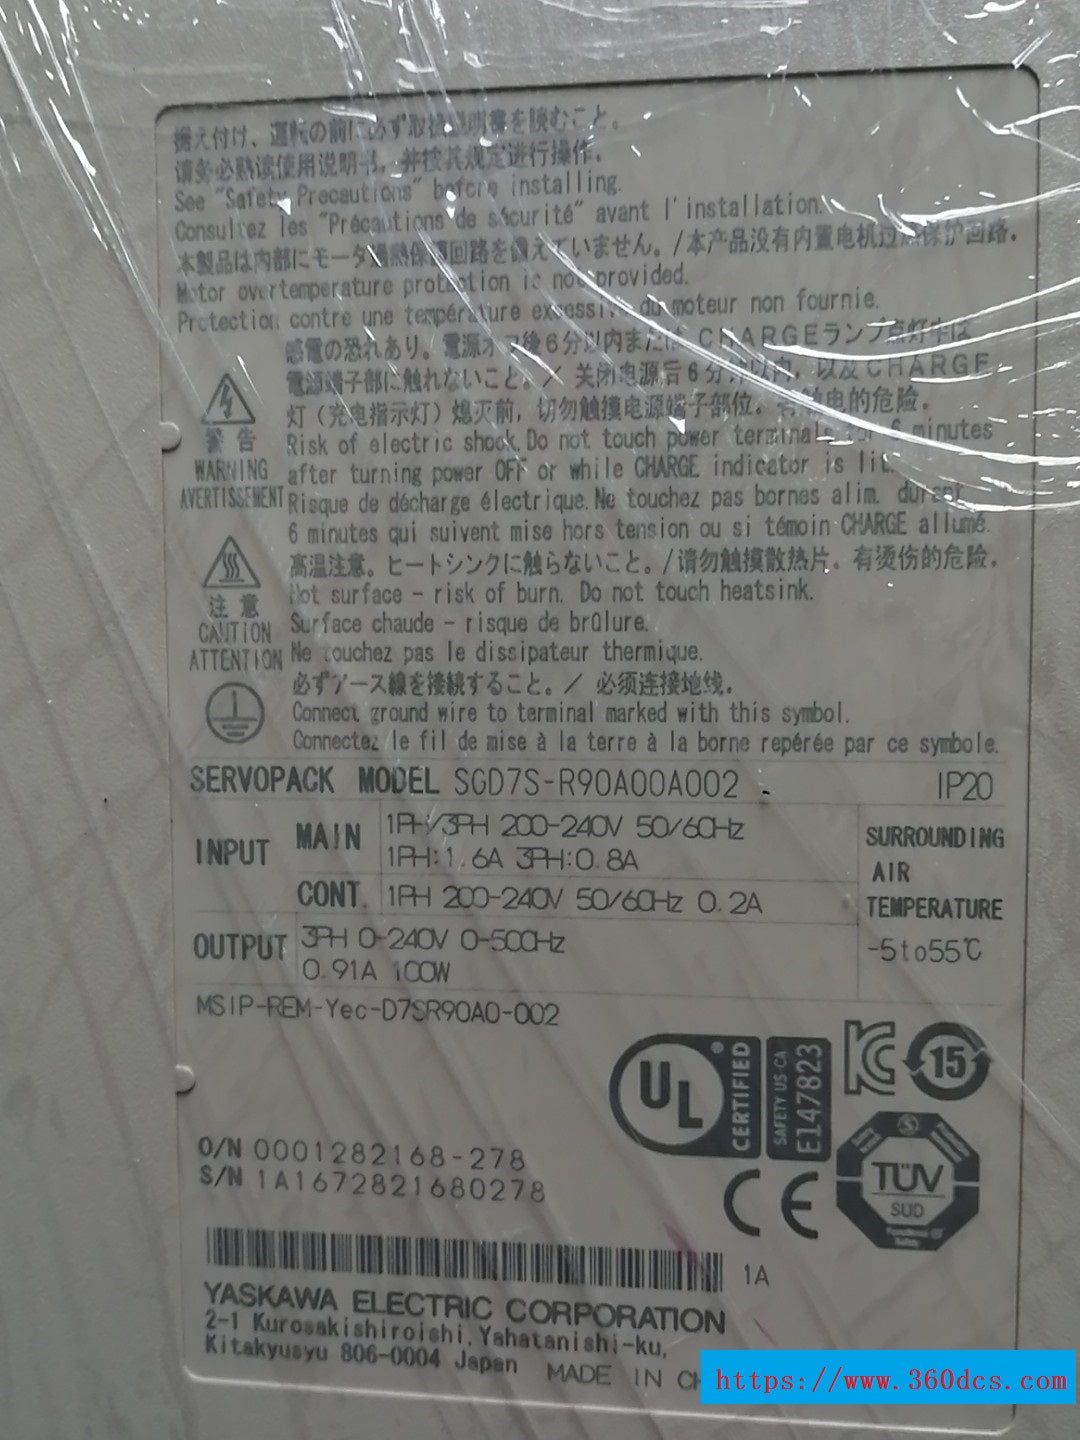 据え付け、運転の前に必ず取扱説明書を読むこと。
请务必熟读使用说明书，并按其规定进行操作。
See "Safety Precautions" before installing.
Consultez les "Précautions de sécurité" avant l'installation.
本製品は内部にモータ過熱保護回路を備えていません。/本产品没有内置电机过热保护回路。
Motor overtemperature protection is not provided.
Protection contre une température excessive du moteur non fournie.
感電の恐れあり。電源オフ後6分以内またはCHARGEランプ点灯中は
電源端子部に触れないこと。/ 关闭电源后6分钟以内，以及CHARGE
灯（充电指示灯）熄灭前，切勿触摸电源端子部位。有触电的危险。
警告
WARNING
AVERTISSEMENT
Risk of electric shock. Do not touch power terminals for 6 minutes
after turning power OFF or while CHARGE indicator is lit.
Risque de décharge électrique. Ne touchez pas bornes alim. durant
6 minutes qui suivent mise hors tension ou si témoin CHARGE allumé.
高温注意。ヒートシンクに触らないこと。/请勿触摸散热片。有烫伤的危险。
注意
CAUTION
ATTENTION
Hot surface - risk of burn. Do not touch heatsink.
Surface chaude - risque de brûlure.
Ne touchez pas le dissipateur thermique.
必ずアース線を接続すること。/ 必须连接地线。
Connect ground wire to terminal marked with this symbol.
Connectez le fil de mise à la terre à la borne repérée par ce symbole.
SERVOPACK MODEL SGD7S-R90A00A002 IP20
INPUT MAIN 1PH/3PH 200-240V 50/60Hz
1PH:1.6A 3PH:0.8A
CONT. 1PH 200-240V 50/60Hz 0.2A
SURROUNDING
AIR
TEMPERATURE
-5to55℃
OUTPUT 3PH 0-240V 0-500Hz
0.91A 100W
MSIP-REM-Yec-D7SR90A0-002
UL CERTIFIED
SAFETY US CA
E147823
15
TÜV
SUD
CE
O/N 0001282168-278
S/N 1A1672821680278
1A
YASKAWA ELECTRIC CORPORATION
2-1 Kurosakishiroishi, Yahatanishi-ku,
Kitakyusyu 806-0004 Japan MADE IN
https://www.360dcs.com